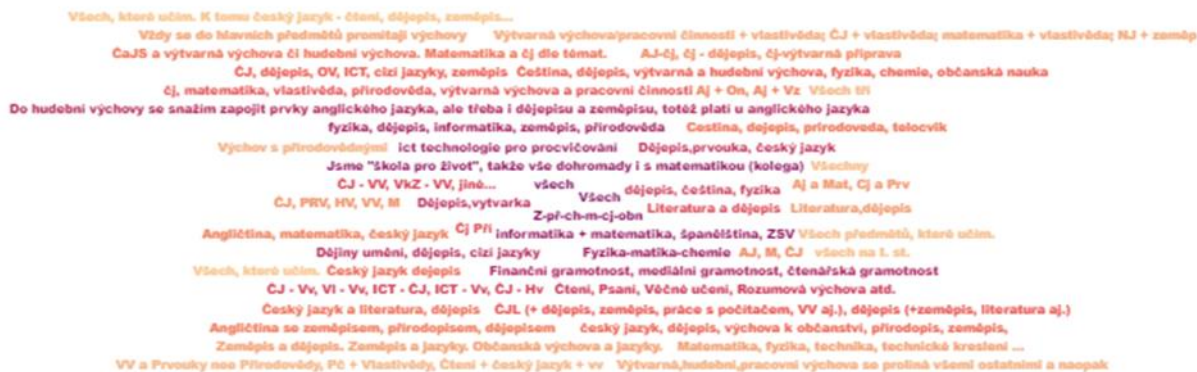 Všech, které učím. K tomu český jazyk - čtení, dějepis, zeměpis...
Vždy se do hlavních předmětů promítají výchovy Výtvarná výchova/pracovní činnosti + vlastivěda; ČJ + vlastivěda; matematika + vlastivěda; NJ + zeměp
ČaJS a výtvarná výchova či hudební výchova. Matematika a čj dle témat. AJ-čj, čj - dějepis, čj-výtvarná příprava
ČJ, dějepis, OV, ICT, cizí jazyky, zeměpis Čeština, dějepis, výtvarná a hudební výchova, fyzika, chemie, občanská nauka
čj, matematika, vlastivěda, přírodověda, výtvarná výchova a pracovní činnosti Aj + On, Aj + Vz Všech tří
Do hudební výchovy se snažím zapojit prvky anglického jazyka, ale třeba i dějepisu a zeměpisu, totéž platí u anglického jazyka
fyzika, dějepis, informatika, zeměpis, přírodověda Cestina, dejepis, prirodoveda, telocvik
Výchov s přírodovědnými ict technologie pro procvičování Dějepis,prvouka, český jazyk
Jsme "škola pro život", takže vše dohromady i s matematikou (kolega) Všechny
ČJ - VV, VkZ - VV, jiné... všech Všech dějepis, čeština, fyzika Aj a Mat, Cj a Prv
ČJ, PRV, HV, VV, M Dějepis,vytvarka Z-př-ch-m-cj-obn Literatura a dějepis Literatura,dějepis
Angličtina, matematika, český jazyk Čj Pří informatika + matematika, španělština, ZSV Všech předmětů, které učím.
Dějiny umění, dějepis, cizí jazyky Fyzika-matika-chemie AJ, M, ČJ všech na I. st.
Všech, které učím. Český jazyk dejepis Finanční gramotnost, mediální gramotnost, čtenářská gramotnost
ČJ - Vv, Vl - Vv, ICT - ČJ, ICT - Vv, ČJ - Hv Čtení, Psaní, Věčné učení, Rozumová výchova atd.
Český jazyk a literatura, dějepis ČJL (+ dějepis, zeměpis, práce s počítačem, VV aj.), dějepis (+zeměpis, literatura aj.)
Angličtina se zeměpisem, přírodopisem, dějepisem český jazyk, dějepis, výchova k občanství, přírodopis, zeměpis,
Zeměpis a dějepis. Zeměpis a jazyky. Občanská výchova a jazyky. Matematika, fyzika, technika, technické kreslení ...
VV a Prvouky neo Přírodovědy, Pč + Vlastivědy, Čtení + český jazyk + vv Výtvarná,hudební,pracovní výchova se prolíná všemi ostatními a naopak